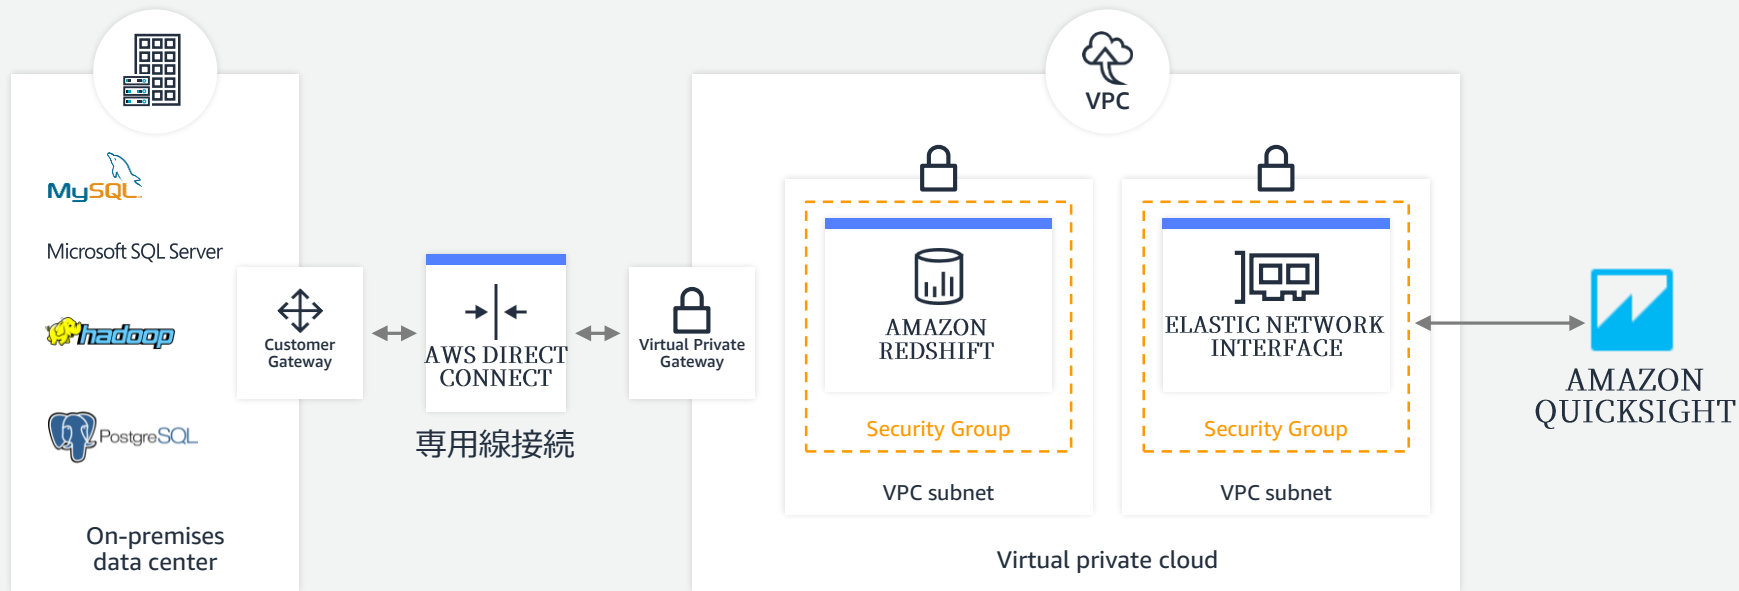 MySQL
Microsoft SQL Server
hadoop
PostgreSQL
On-premises
data center
Customer
Gateway
AWS DIRECT
CONNECT
専用線接続
Virtual Private
Gateway
VPC
AMAZON
REDSHIFT
Security Group
VPC subnet
ELASTIC NETWORK
INTERFACE
Security Group
VPC subnet
Virtual private cloud
AMAZON
QUICKSIGHT